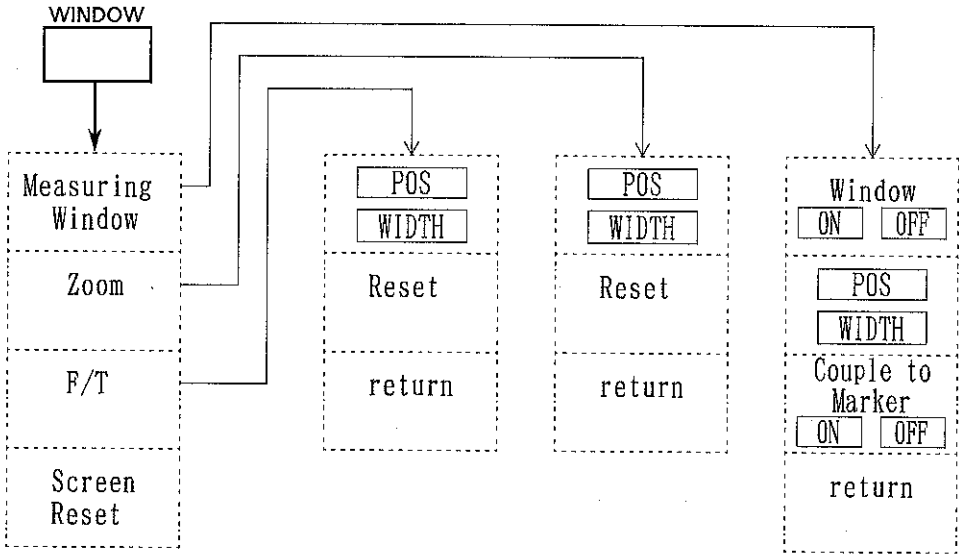 WINDOW
Measuring
Window
Zoom
F/T
Screen
Reset
POS
WIDTH
Reset
return
POS
WIDTH
Reset
return
Window
ON OFF
POS
WIDTH
Couple to
Marker
ON OFF
return